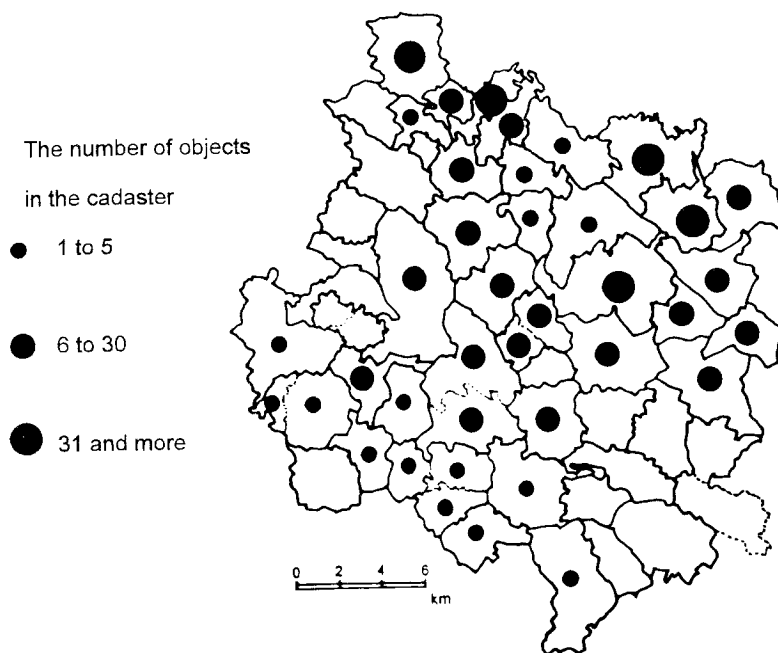 The number of objects
in the cadaster
1 to 5
6 to 30
31 and more
0 2 4 6
km